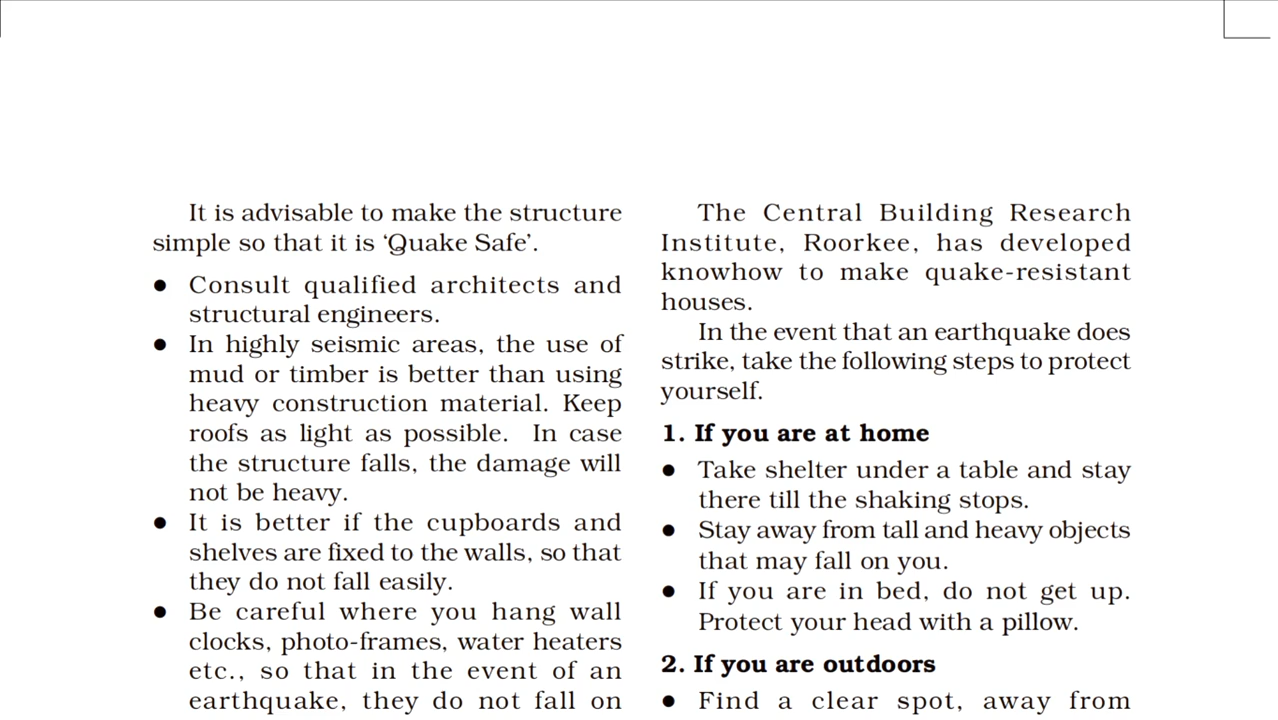 It is advisable to make the structure
simple so that it is ‘Quake Safe’.
● Consult qualified architects and
structural engineers.
● In highly seismic areas, the use of
mud or timber is better than using
heavy construction material. Keep
roofs as light as possible. In case
the structure falls, the damage will
not be heavy.
● It is better if the cupboards and
shelves are fixed to the walls, so that
they do not fall easily.
● Be careful where you hang wall
clocks, photo-frames, water heaters
etc., so that in the event of an
earthquake, they do not fall on
The Central Building Research
Institute, Roorkee, has developed
knowhow to make quake-resistant
houses.
In the event that an earthquake does
strike, take the following steps to protect
yourself.
1. If you are at home
● Take shelter under a table and stay
there till the shaking stops.
● Stay away from tall and heavy objects
that may fall on you.
● If you are in bed, do not get up.
Protect your head with a pillow.
2. If you are outdoors
● Find a clear spot, away from